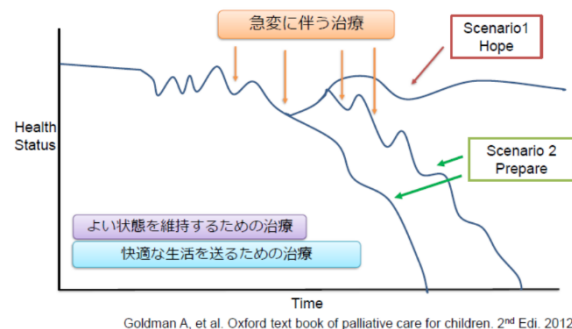 急変に伴う治療
Scenario1
Hope
Health
Status
Scenario 2
Prepare
よい状態を維持するための治療
快適な生活を送るための治療
Time
Goldman A, et al. Oxford text book of palliative care for children. 2nd Edi. 2012